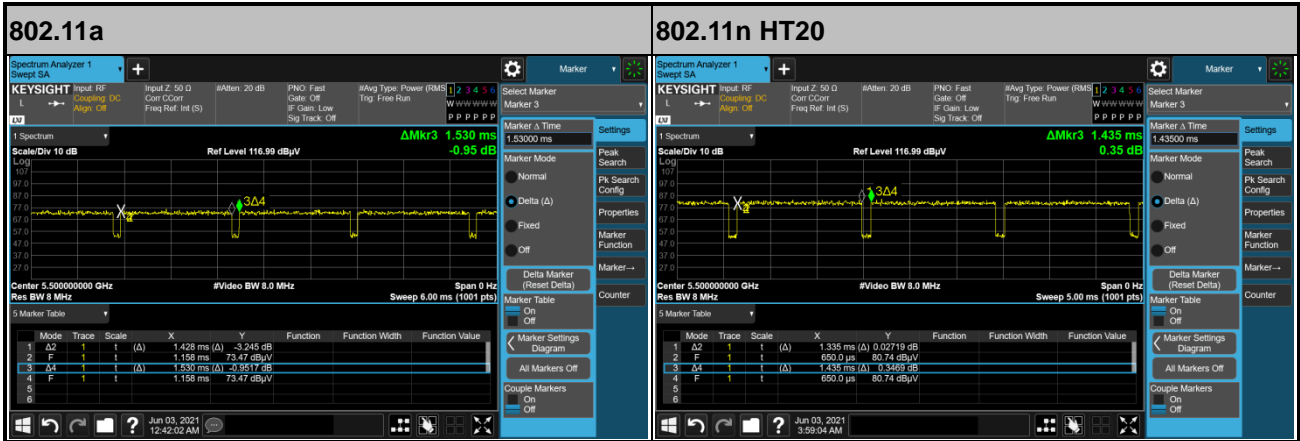 802.11a
802.11n HT20
Spectrum Analyzer 1
Swept SA
Marker
KEYSIGHT
L
LXI
Input: RF
Coupling: DC
Align: Off
Input Z: 50 Ω
Corr CCorr
Freq Ref: Int (S)
#Atten: 20 dB
PNO: Fast
Gate: Off
IF Gain: Low
Sig Track: Off
#Avg Type: Power (RMS
Trig: Free Run
1 2 3 4 5 6
W W W W W W
P P P P P P
Select Marker
Marker 3
1 Spectrum
Scale/Div 10 dB
Log
Ref Level 116.99 dBµV
ΔMkr3 1.530 ms
-0.95 dB
107
97.0
87.0
77.0
67.0
57.0
47.0
37.0
27.0
3Δ4
Center 5.500000000 GHz
Res BW 8 MHz
#Video BW 8.0 MHz
Span 0 Hz
Sweep 6.00 ms (1001 pts)
5 Marker Table
Mode Trace Scale X Y Function Function Width Function Value
1 Δ2 1 t (Δ) 1.428 ms (Δ) -3.245 dB
2 F 1 t 1.158 ms 73.47 dBµV
3 Δ4 1 t (Δ) 1.530 ms (Δ) -0.9517 dB
4 F 1 t 1.158 ms 73.47 dBµV
5
6
Jun 03, 2021
12:42:02 AM
Marker Δ Time
1.53000 ms
Marker Mode
Normal
Delta (Δ)
Fixed
Off
Delta Marker
(Reset Delta)
Marker Table
On
Off
Marker Settings
Diagram
All Markers Off
Couple Markers
On
Off
Settings
Peak
Search
Pk Search
Config
Properties
Marker
Function
Marker→
Counter
Spectrum Analyzer 1
Swept SA
Marker
KEYSIGHT
L
LXI
Input: RF
Coupling: DC
Align: Off
Input Z: 50 Ω
Corr CCorr
Freq Ref: Int (S)
#Atten: 20 dB
PNO: Fast
Gate: Off
IF Gain: Low
Sig Track: Off
#Avg Type: Power (RMS
Trig: Free Run
1 2 3 4 5 6
W W W W W W
P P P P P P
Select Marker
Marker 3
1 Spectrum
Scale/Div 10 dB
Log
Ref Level 116.99 dBµV
ΔMkr3 1.435 ms
0.35 dB
107
97.0
87.0
77.0
67.0
57.0
47.0
37.0
27.0
3Δ4
Center 5.500000000 GHz
Res BW 8 MHz
#Video BW 8.0 MHz
Span 0 Hz
Sweep 5.00 ms (1001 pts)
5 Marker Table
Mode Trace Scale X Y Function Function Width Function Value
1 Δ2 1 t (Δ) 1.335 ms (Δ) 0.02719 dB
2 F 1 t 650.0 µs 80.74 dBµV
3 Δ4 1 t (Δ) 1.435 ms (Δ) 0.3469 dB
4 F 1 t 650.0 µs 80.74 dBµV
5
6
Jun 03, 2021
3:59:04 AM
Marker Δ Time
1.43500 ms
Marker Mode
Normal
Delta (Δ)
Fixed
Off
Delta Marker
(Reset Delta)
Marker Table
On
Off
Marker Settings
Diagram
All Markers Off
Couple Markers
On
Off
Settings
Peak
Search
Pk Search
Config
Properties
Marker
Function
Marker→
Counter